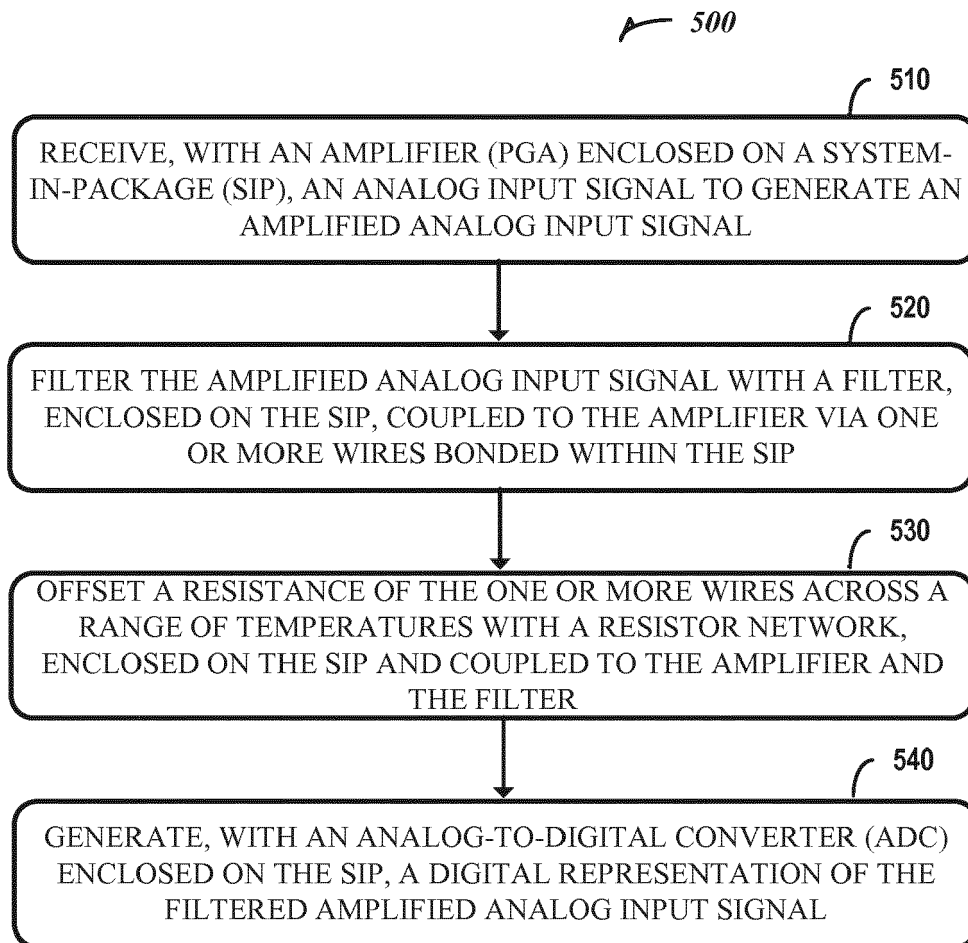 500
510
RECEIVE, WITH AN AMPLIFIER (PGA) ENCLOSED ON A SYSTEM-
IN-PACKAGE (SIP), AN ANALOG INPUT SIGNAL TO GENERATE AN
AMPLIFIED ANALOG INPUT SIGNAL
520
FILTER THE AMPLIFIED ANALOG INPUT SIGNAL WITH A FILTER,
ENCLOSED ON THE SIP, COUPLED TO THE AMPLIFIER VIA ONE
OR MORE WIRES BONDED WITHIN THE SIP
530
OFFSET A RESISTANCE OF THE ONE OR MORE WIRES ACROSS A
RANGE OF TEMPERATURES WITH A RESISTOR NETWORK,
ENCLOSED ON THE SIP AND COUPLED TO THE AMPLIFIER AND
THE FILTER
540
GENERATE, WITH AN ANALOG-TO-DIGITAL CONVERTER (ADC)
ENCLOSED ON THE SIP, A DIGITAL REPRESENTATION OF THE
FILTERED AMPLIFIED ANALOG INPUT SIGNAL